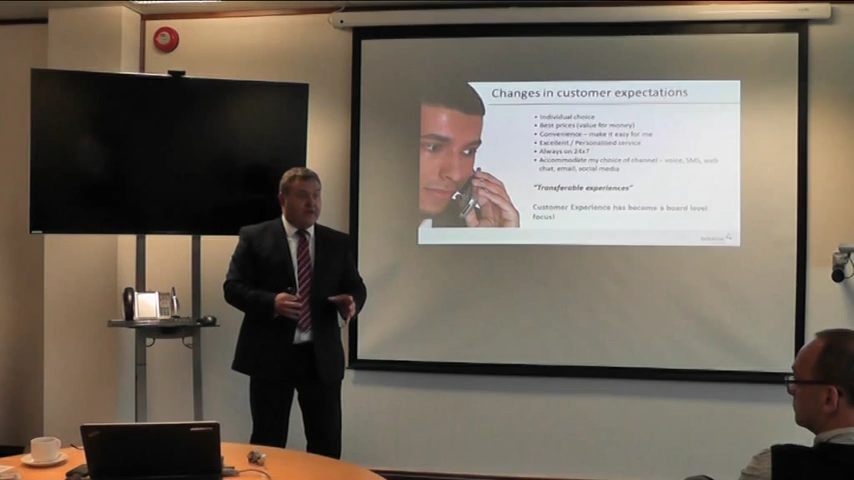 Changes in customer expectations
• Individual choice
• Best prices (value for money)
• Convenience – make it easy for me
• Excellent / Personalised service
• Always on 24x7
• Accommodate my choice of channel – voice, SMS, web
chat, email, social media
"Transferable experiences"
Customer Experience has become a board level
focus!